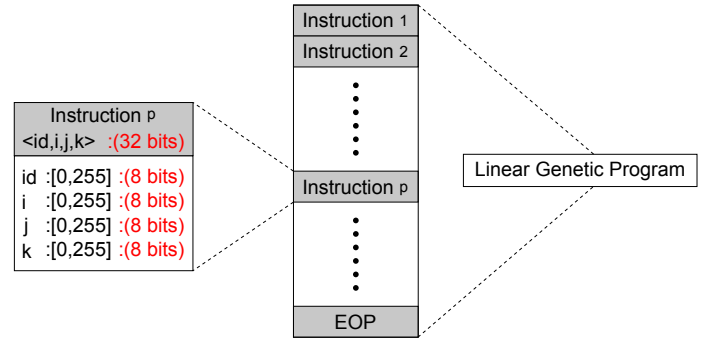 Instruction 1
Instruction 2
Instruction p
<id,i,j,k> :(32 bits)
id :[0,255] :(8 bits)
i :[0,255] :(8 bits)
j :[0,255] :(8 bits)
k :[0,255] :(8 bits)
Instruction p
Linear Genetic Program
EOP